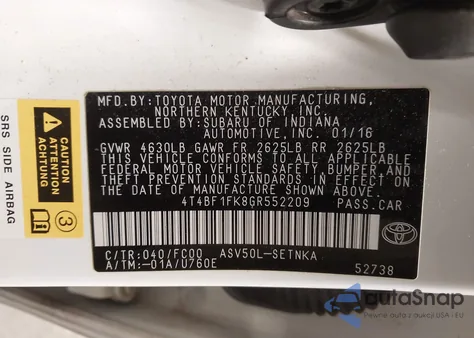 MFD.BY: TOYOTA MOTOR MANUFACTURING,
NORTHERN KENTUCKY INC.
ASSEMBLED BY: SUBARU OF INDIANA
AUTOMOTIVE, INC. 01/16
GVWR 4630LB GAWR FR 2625LB RR 2625LB
THIS VEHICLE CONFORMS TO ALL APPLICABLE
FEDERAL MOTOR VEHICLE SAFETY, BUMPER, AND
THEFT PREVENTION STANDARDS IN EFFECT ON THE
DATE OF MANUFACTURE SHOWN ABOVE.
4T4BF1FK8GR552209 PASS.CAR
C/TR:040/FC00 ASV50L-SETNKA
A/TM:-01A/U760E
52738
TOYOTA
SRS SIDE AIRBAG
CAUTION
ATTENTION
ACHTUNG
3
autoSnap